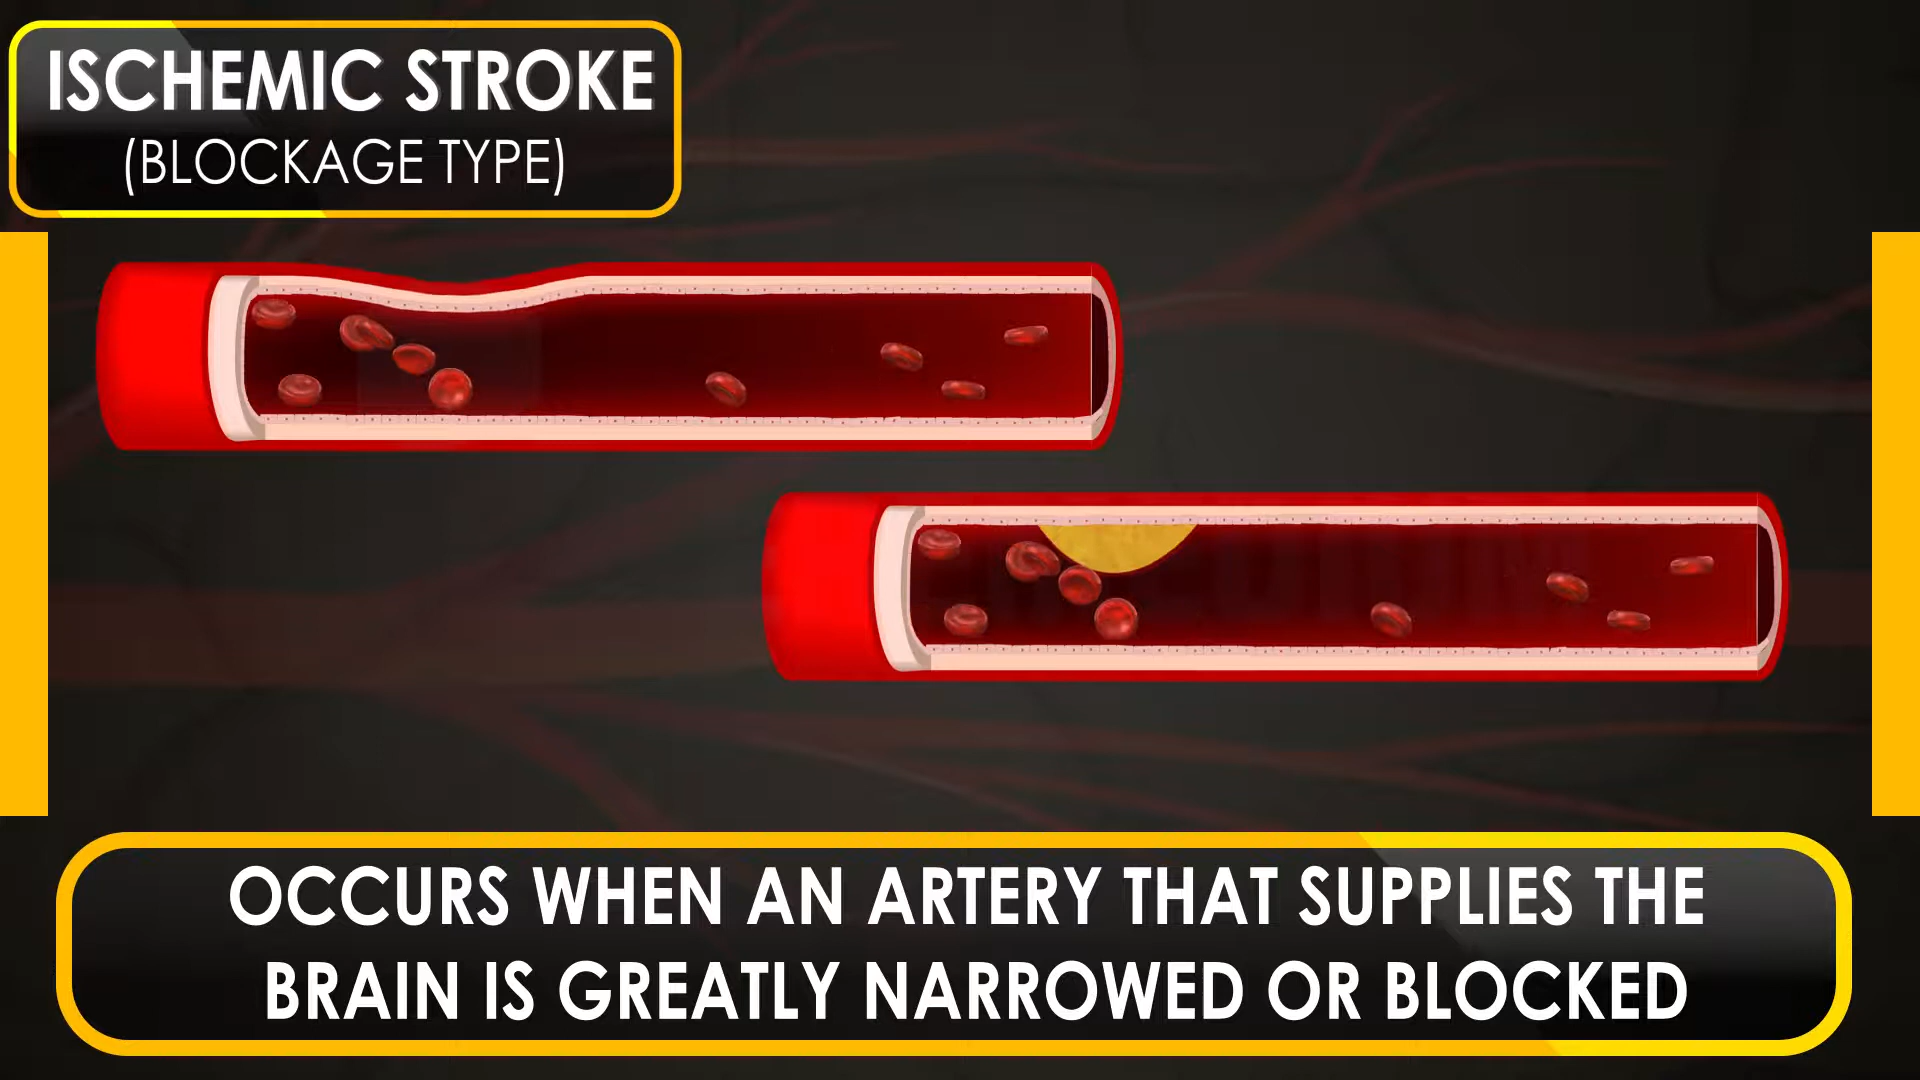 ISCHEMIC STROKE
(BLOCKAGE TYPE)
OCCURS WHEN AN ARTERY THAT SUPPLIES THE
BRAIN IS GREATLY NARROWED OR BLOCKED